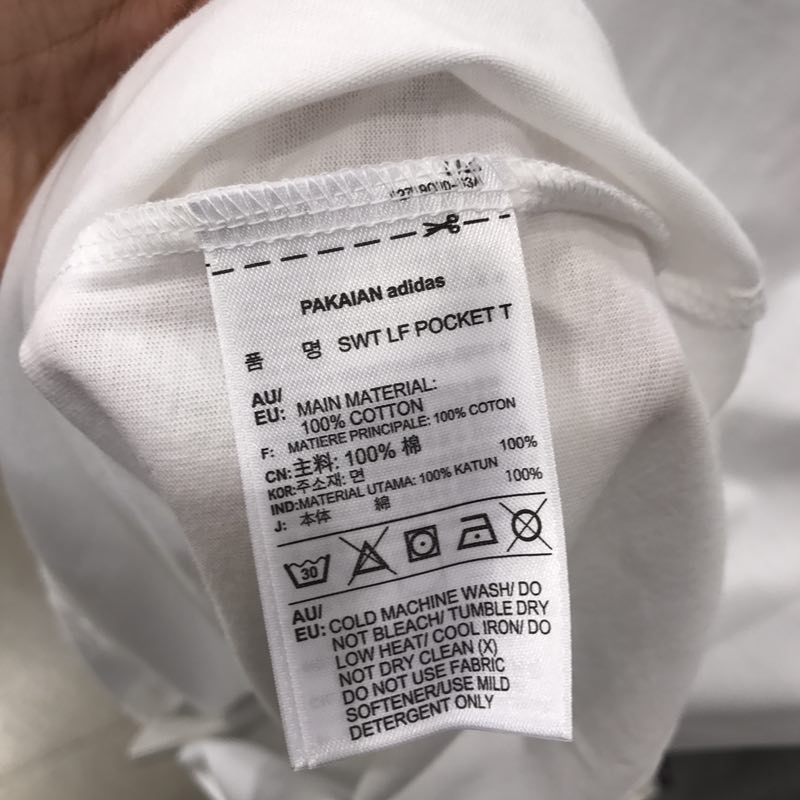 PAKAIAN adidas
폼 명 SWT LF POCKET T
AU/
EU: MAIN MATERIAL:
100% COTTON
F: MATIERE PRINCIPALE: 100% COTON
CN: 主料: 100% 棉
KOR: 주소재: 면 100%
IND: MATERIAL UTAMA: 100% KATUN
J: 本体 綿 100%
30
AU/
EU: COLD MACHINE WASH/ DO
NOT BLEACH/ TUMBLE DRY
LOW HEAT/ COOL IRON/ DO
NOT DRY CLEAN (X)
DO NOT USE FABRIC
SOFTENER/USE MILD
DETERGENT ONLY